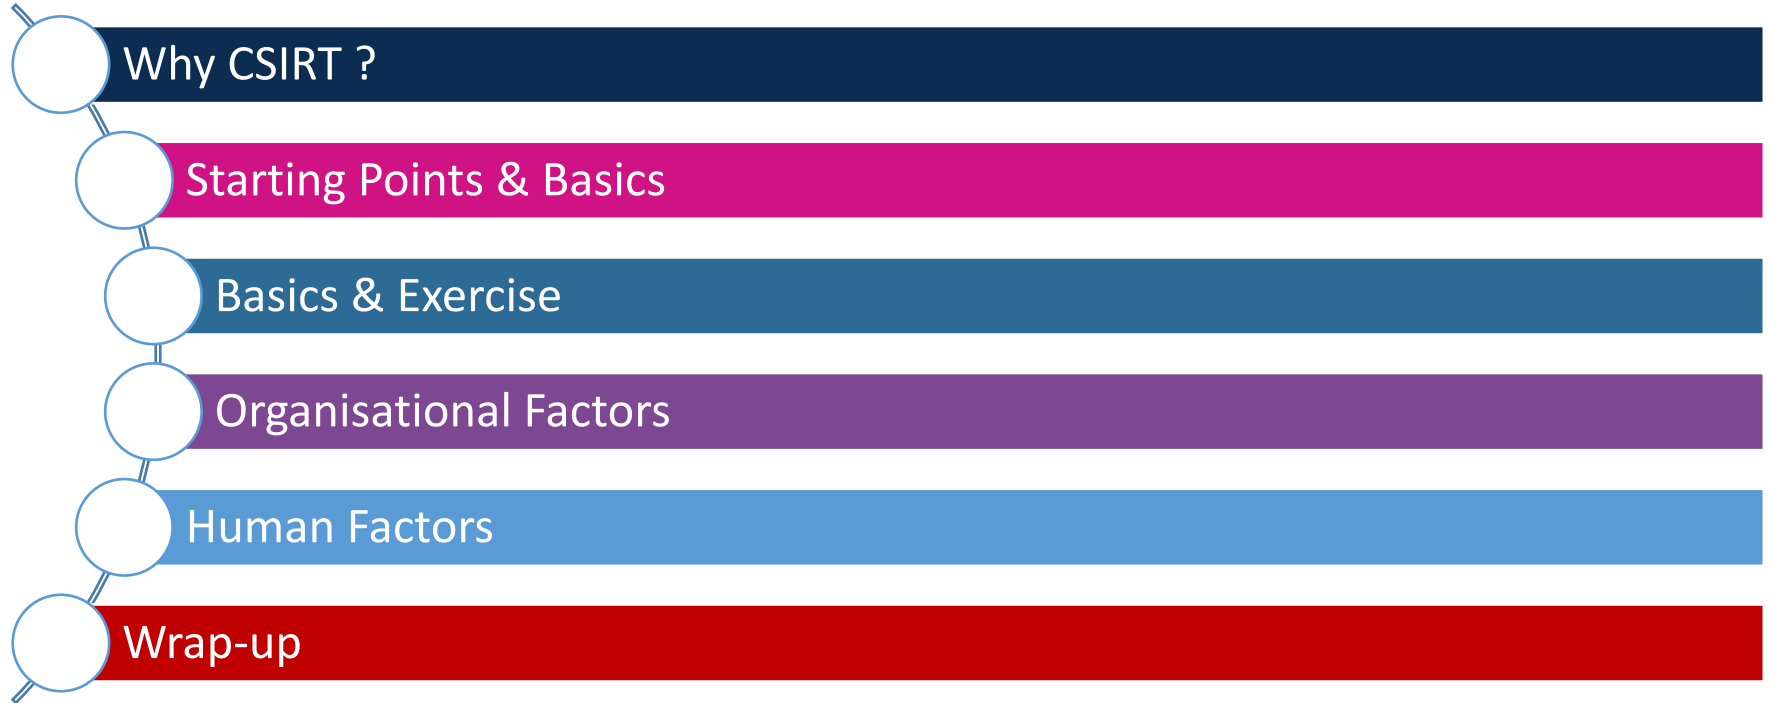 Why CSIRT ?
Starting Points & Basics
Basics & Exercise
Organisational Factors
Human Factors
Wrap-up